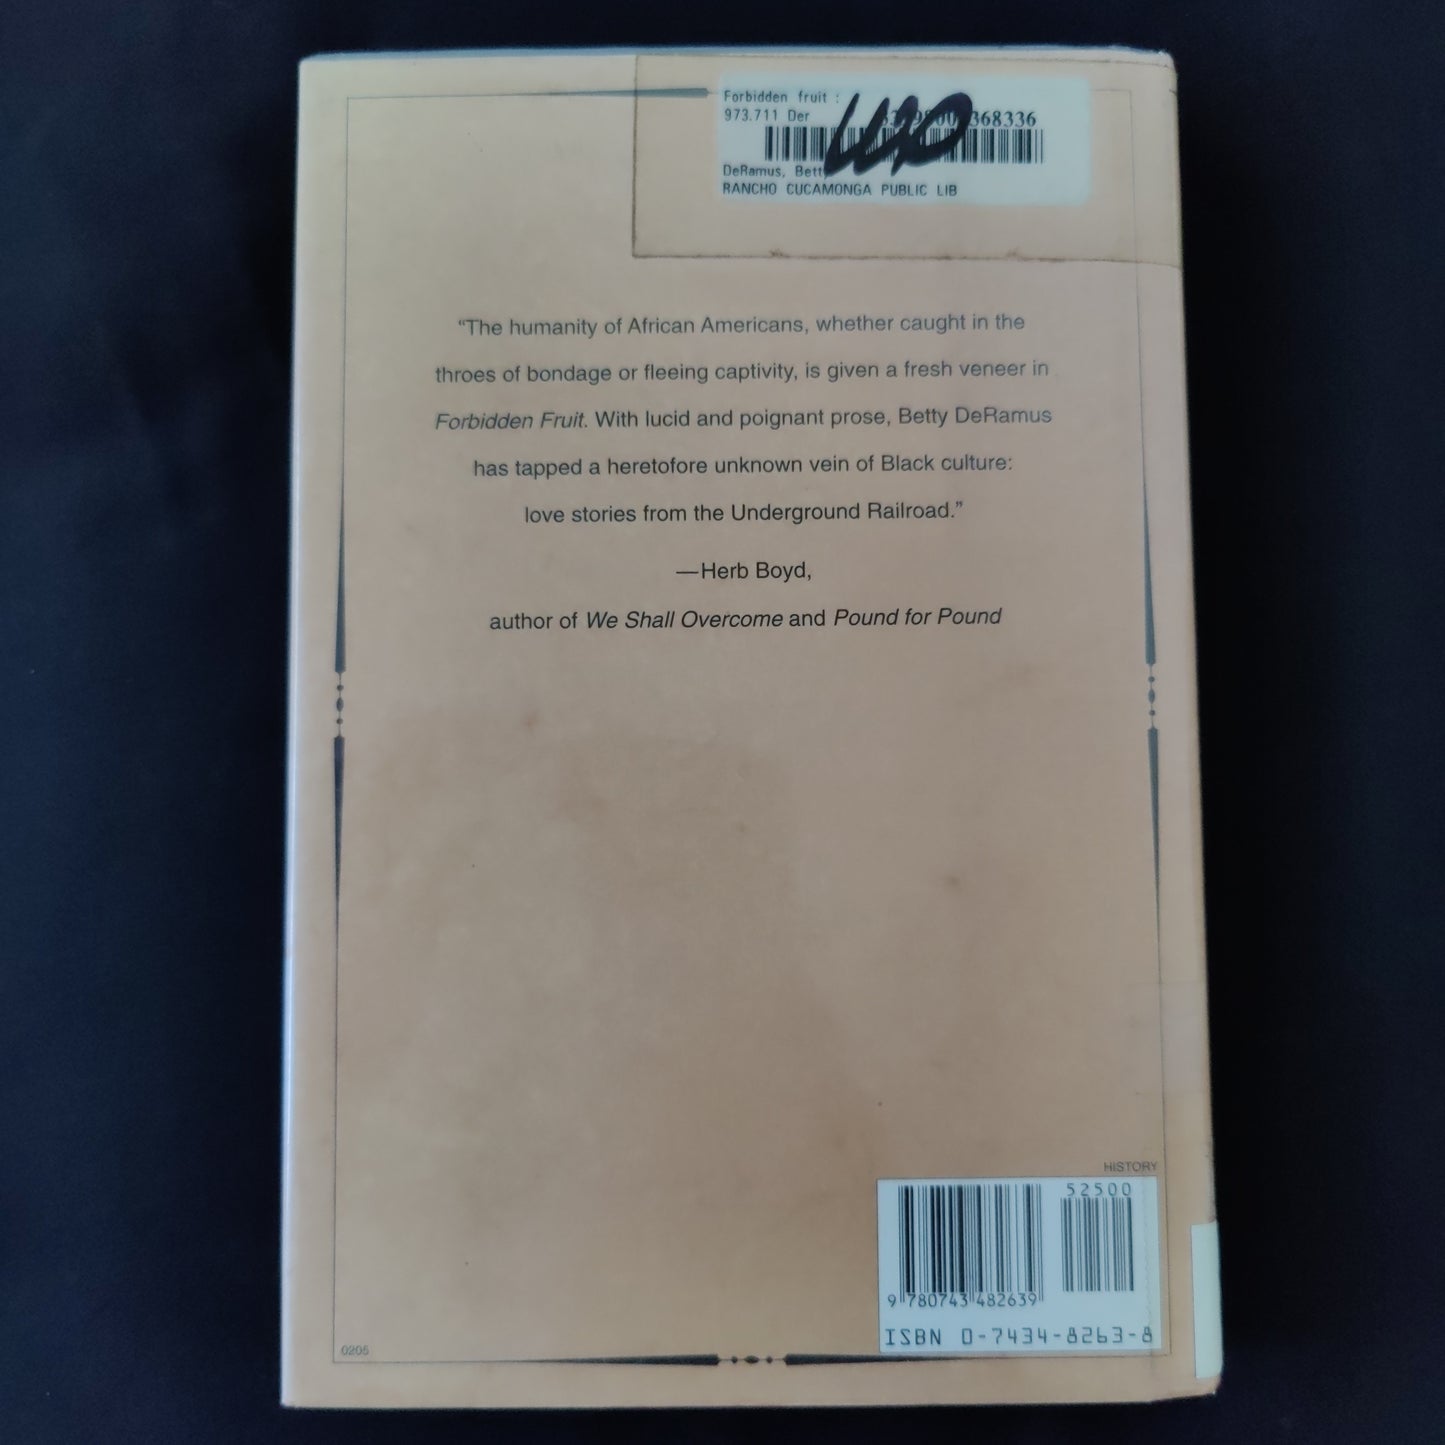 Forbidden fruit :
973.711 Der
368336
DeRamus,
RANCHO CUCAMONGA PUBLIC LIB
"The humanity of African Americans, whether caught in the
throes of bondage or fleeing captivity, is given a fresh veneer in
Forbidden Fruit. With lucid and poignant prose, Betty DeRamus
has tapped a heretofore unknown vein of Black culture:
love stories from the Underground Railroad."
—Herb Boyd,
author of We Shall Overcome and Pound for Pound
HISTORY
52500
9 780743 482639
ISBN 0-7434-8263-8
0205